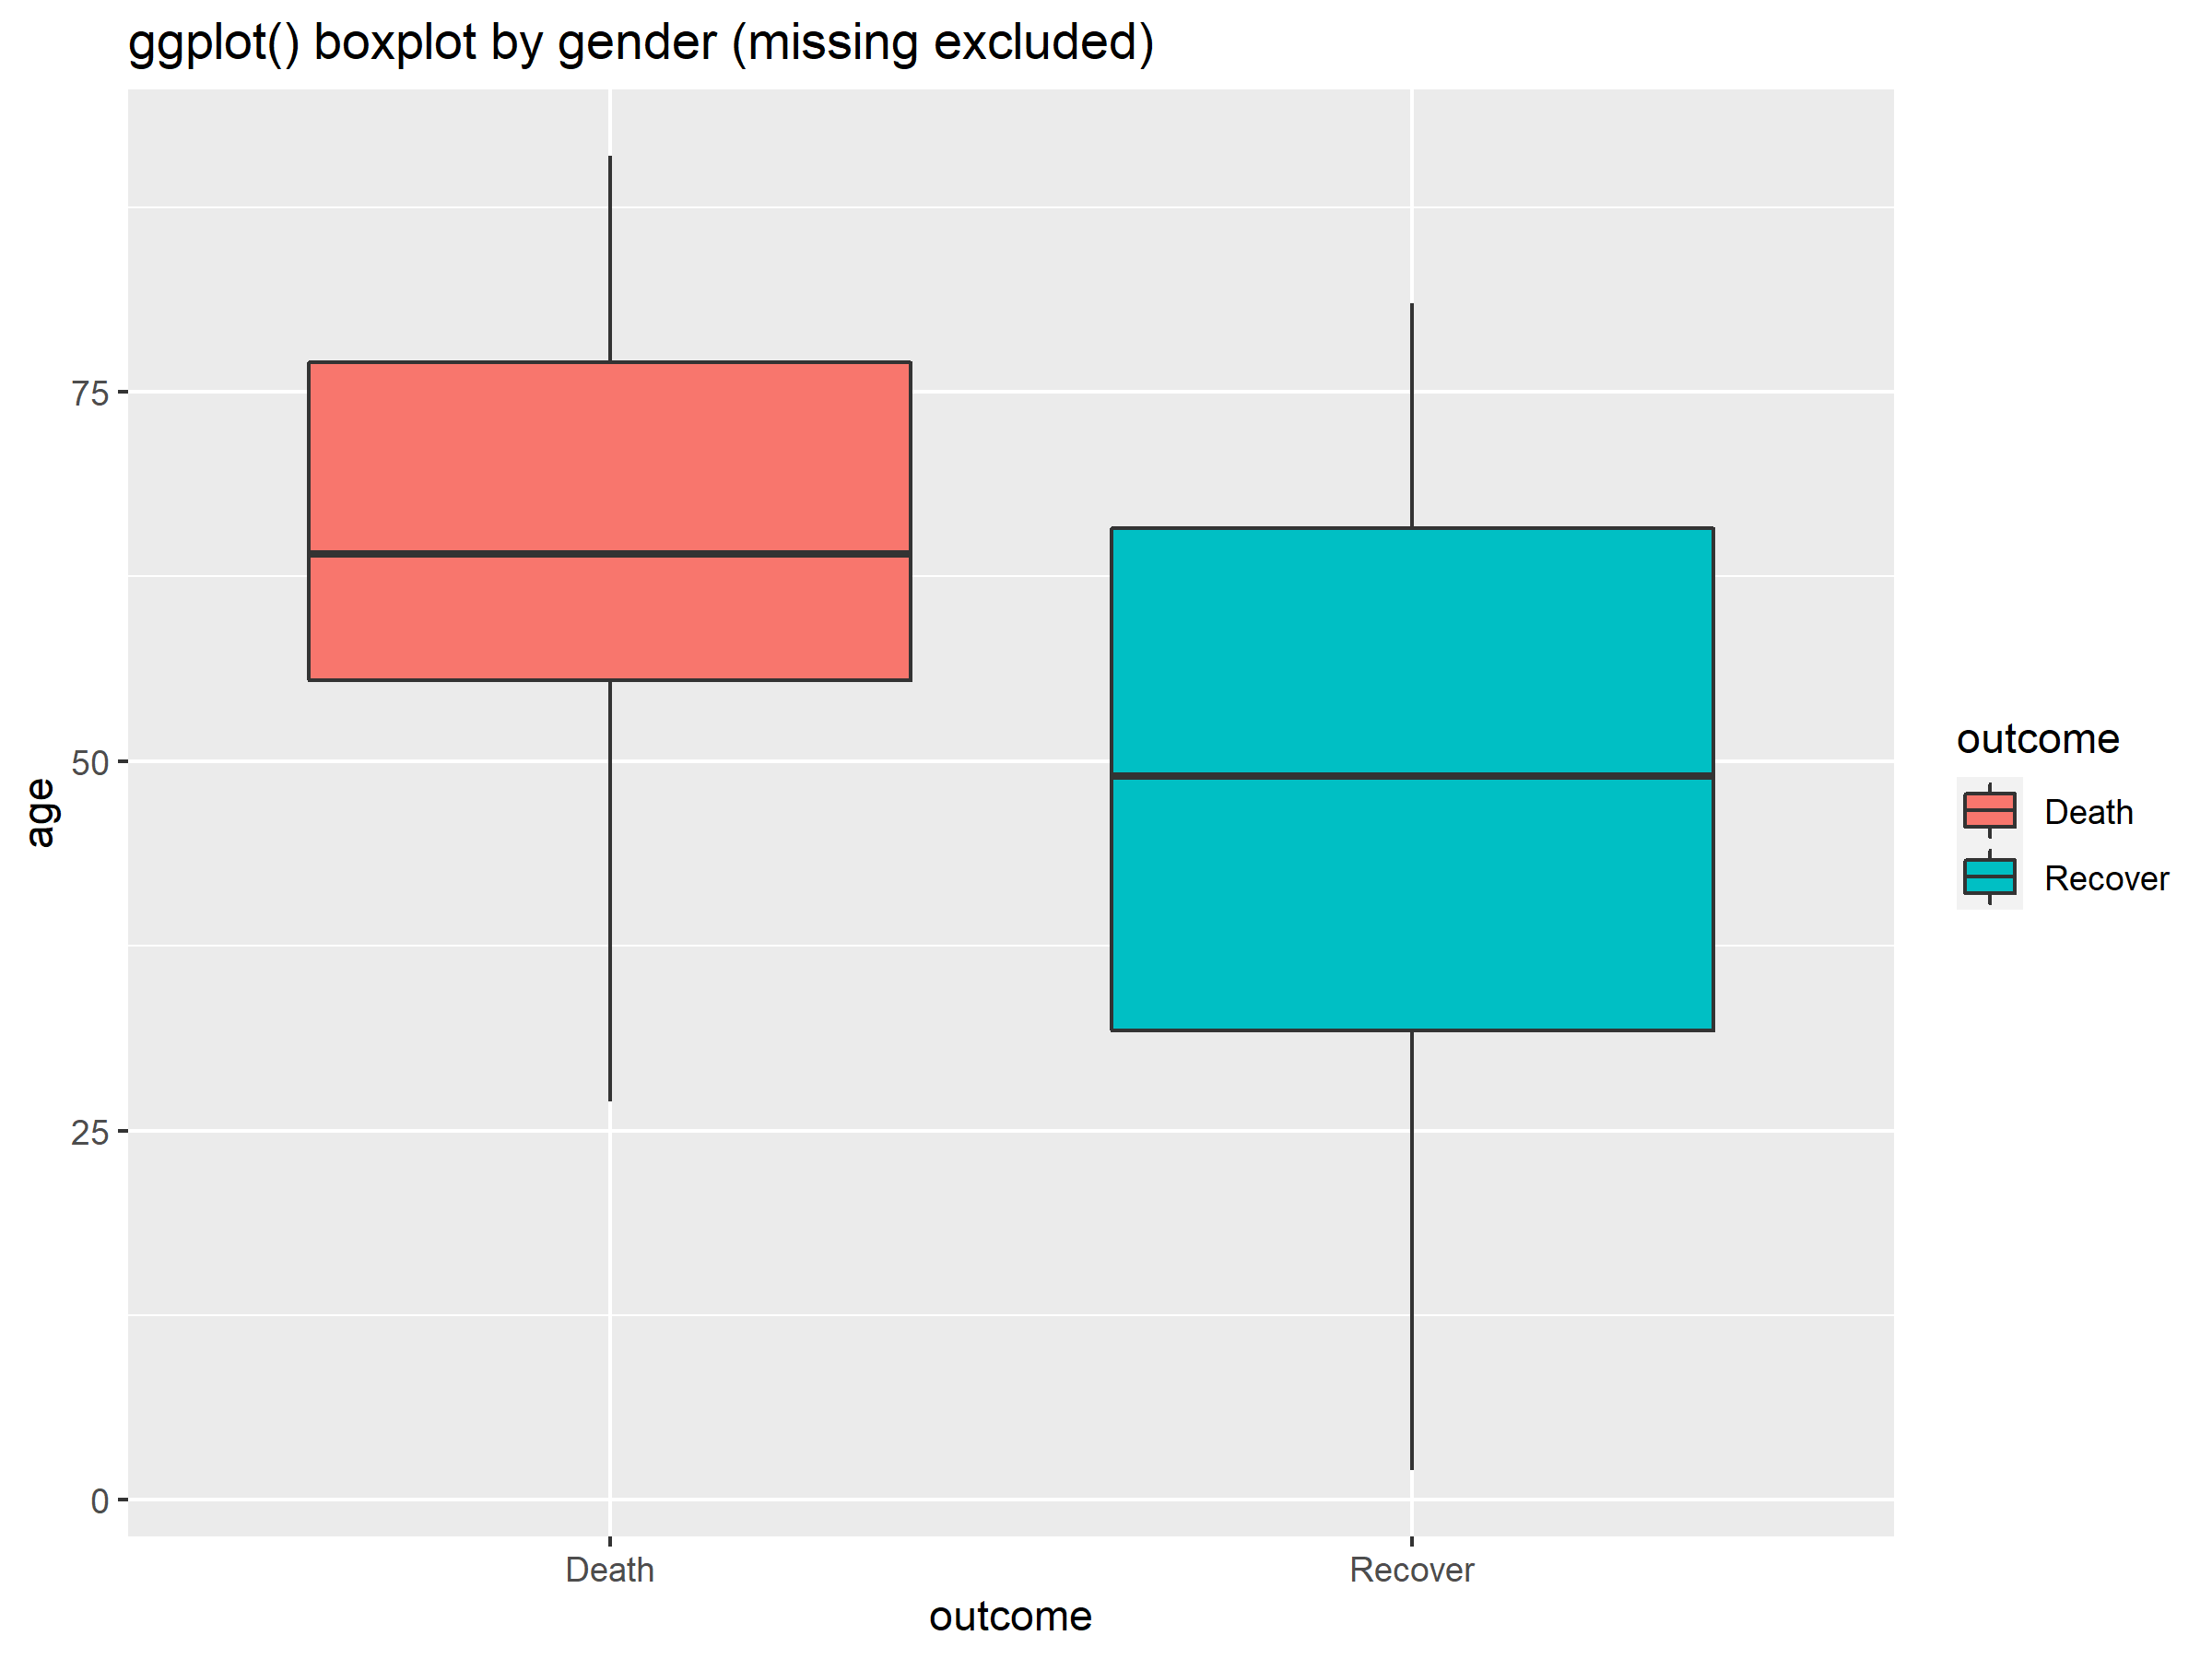 ggplot() boxplot by gender (missing excluded)
75
50
25
0
age
Death
Recover
outcome
outcome
Death
Recover